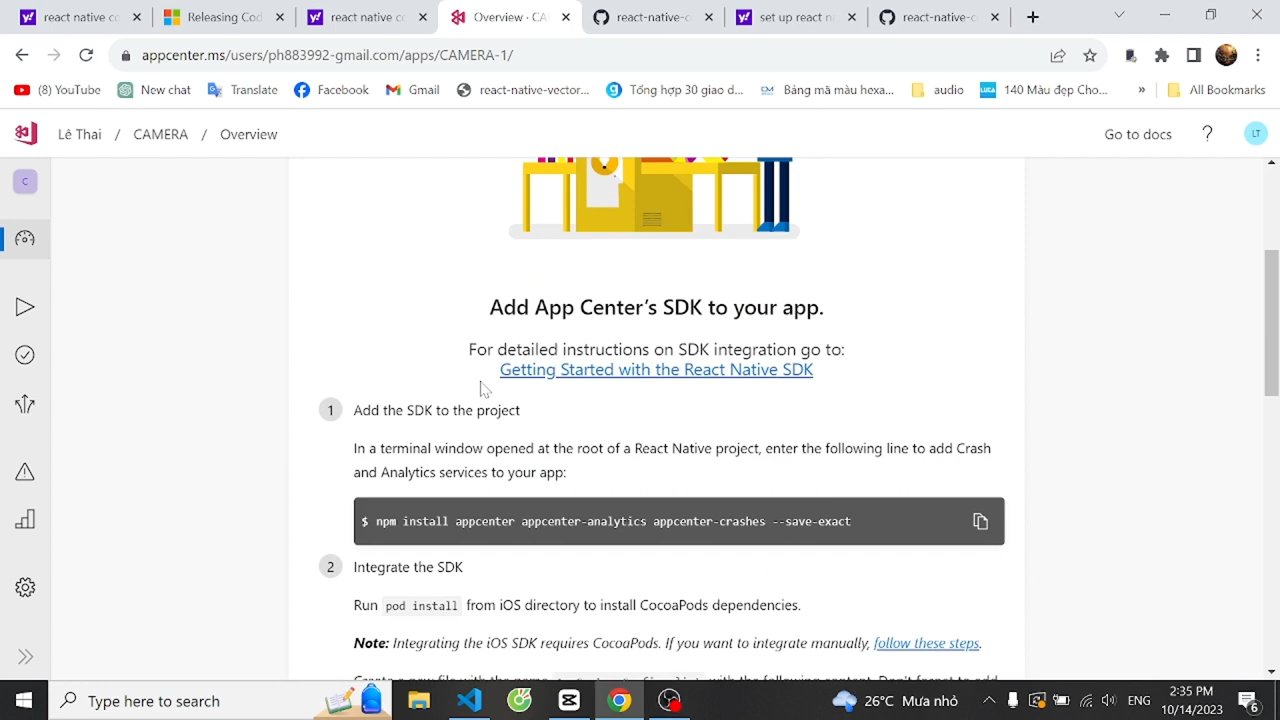 react native co
Releasing Cod
react native co
Overview · CA
react-native-c
set up react n
react-native-c
appcenter.ms/users/ph883992-gmail.com/apps/CAMERA-1/
(8) YouTube
New chat
Translate
Facebook
Gmail
react-native-vector...
Tổng hợp 30 giao d...
Bảng mã màu hexa...
audio
LUCA
140 Màu đẹp Cho...
»
All Bookmarks
Lê Thai / CAMERA / Overview
Go to docs
?
LT
C
Add App Center's SDK to your app.
For detailed instructions on SDK integration go to:
Getting Started with the React Native SDK
1 Add the SDK to the project
In a terminal window opened at the root of a React Native project, enter the following line to add Crash
and Analytics services to your app:
$ npm install appcenter appcenter-analytics appcenter-crashes --save-exact
2 Integrate the SDK
Run pod install from iOS directory to install CocoaPods dependencies.
Note: Integrating the iOS SDK requires CocoaPods. If you want to integrate manually, follow these steps.
Type here to search
26°C Mưa nhỏ
ENG
2:35 PM
10/14/2023
6